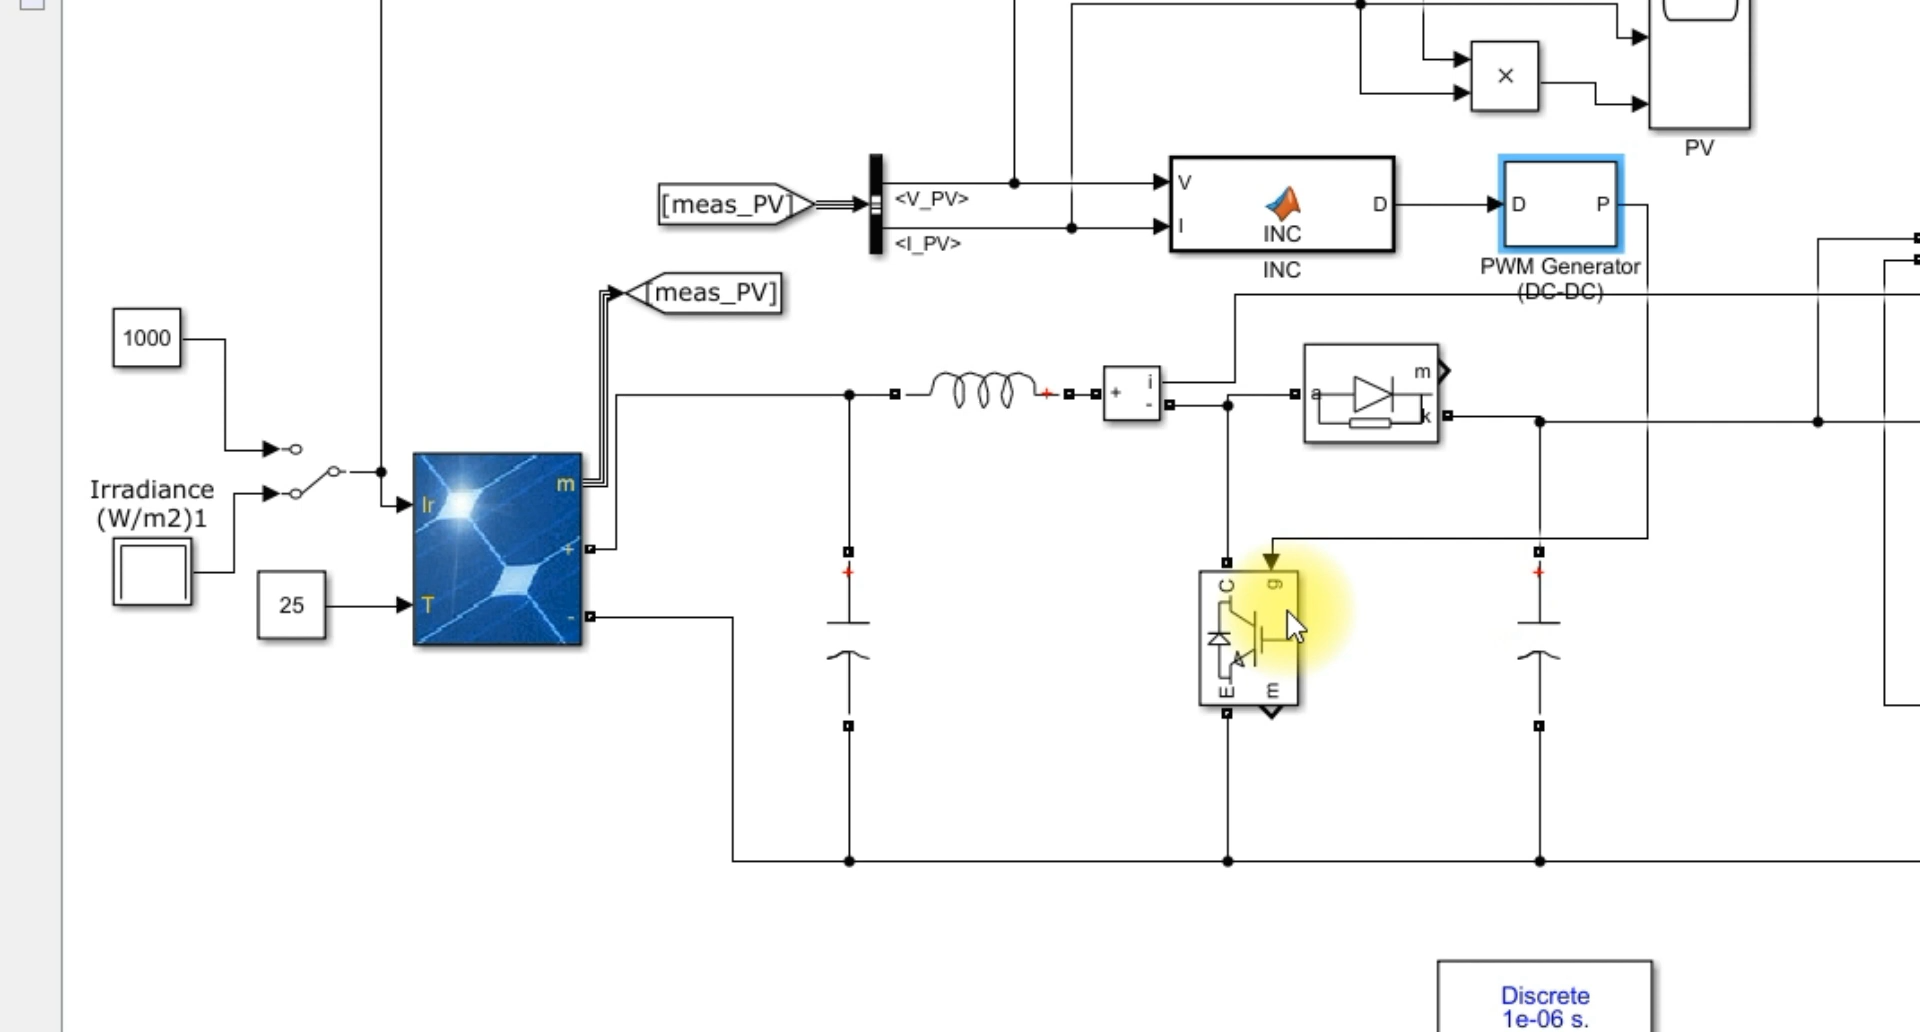 ×
PV
[meas_PV]
<V_PV>
<I_PV>
V
I
INC
D
INC
D
P
PWM Generator
(DC-DC)
[meas_PV]
1000
Irradiance
(W/m2)1
25
Ir
T
m
+
-
+
+
i
-
a
m
k
+
C
g
E
m
+
Discrete
1e-06 s.